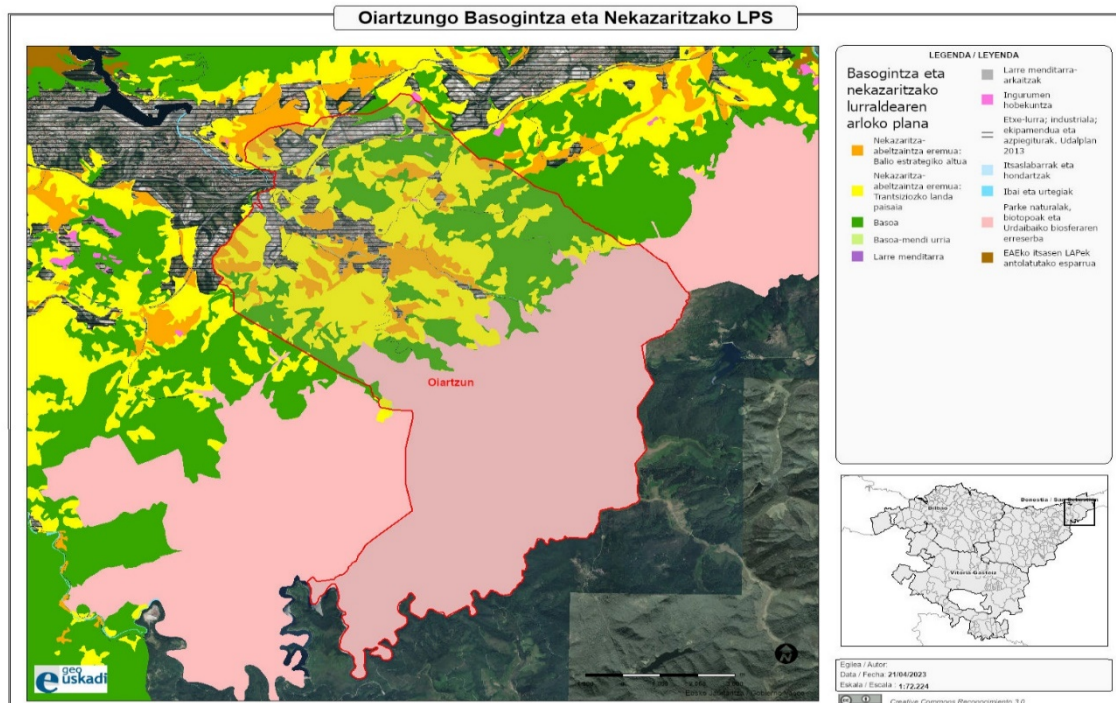 Oiartzungo Basogintza eta Nekazaritzako LPS
Oiartzun
geo
euskadi
LEGENDA / LEYENDA
Basogintza eta
nekazaritzako
lurraldearen
arloko plana
Nekazaritza-
abeltzaintza eremua:
Balio estrategiko altua
Nekazaritza-
abeltzaintza eremua:
Trantsiziozko landa
paisaia
Basoa
Basoa-mendi urria
Larre menditarra
Larre menditarra-
arkaitzak
Ingurumen
hobekuntza
Etxe-lurra; industriala;
ekipamendua eta
azpiegiturak. Udalplan
2013
Itsaslabarrak eta
hondartzak
Ibai eta urtegiak
Parke naturalak,
biotopoak eta
Urdaibaiko biosferaren
erreserba
EAEko itsasen LAPek
antolatutako esparrua
Bilbao
Donostia / San
Vitoria-Gasteiz
Egilea / Autor:
Data / Fecha: 21/04/2023
Eskala / Escala : 1:72.224
Creative Commons Reconocimiento 3.0